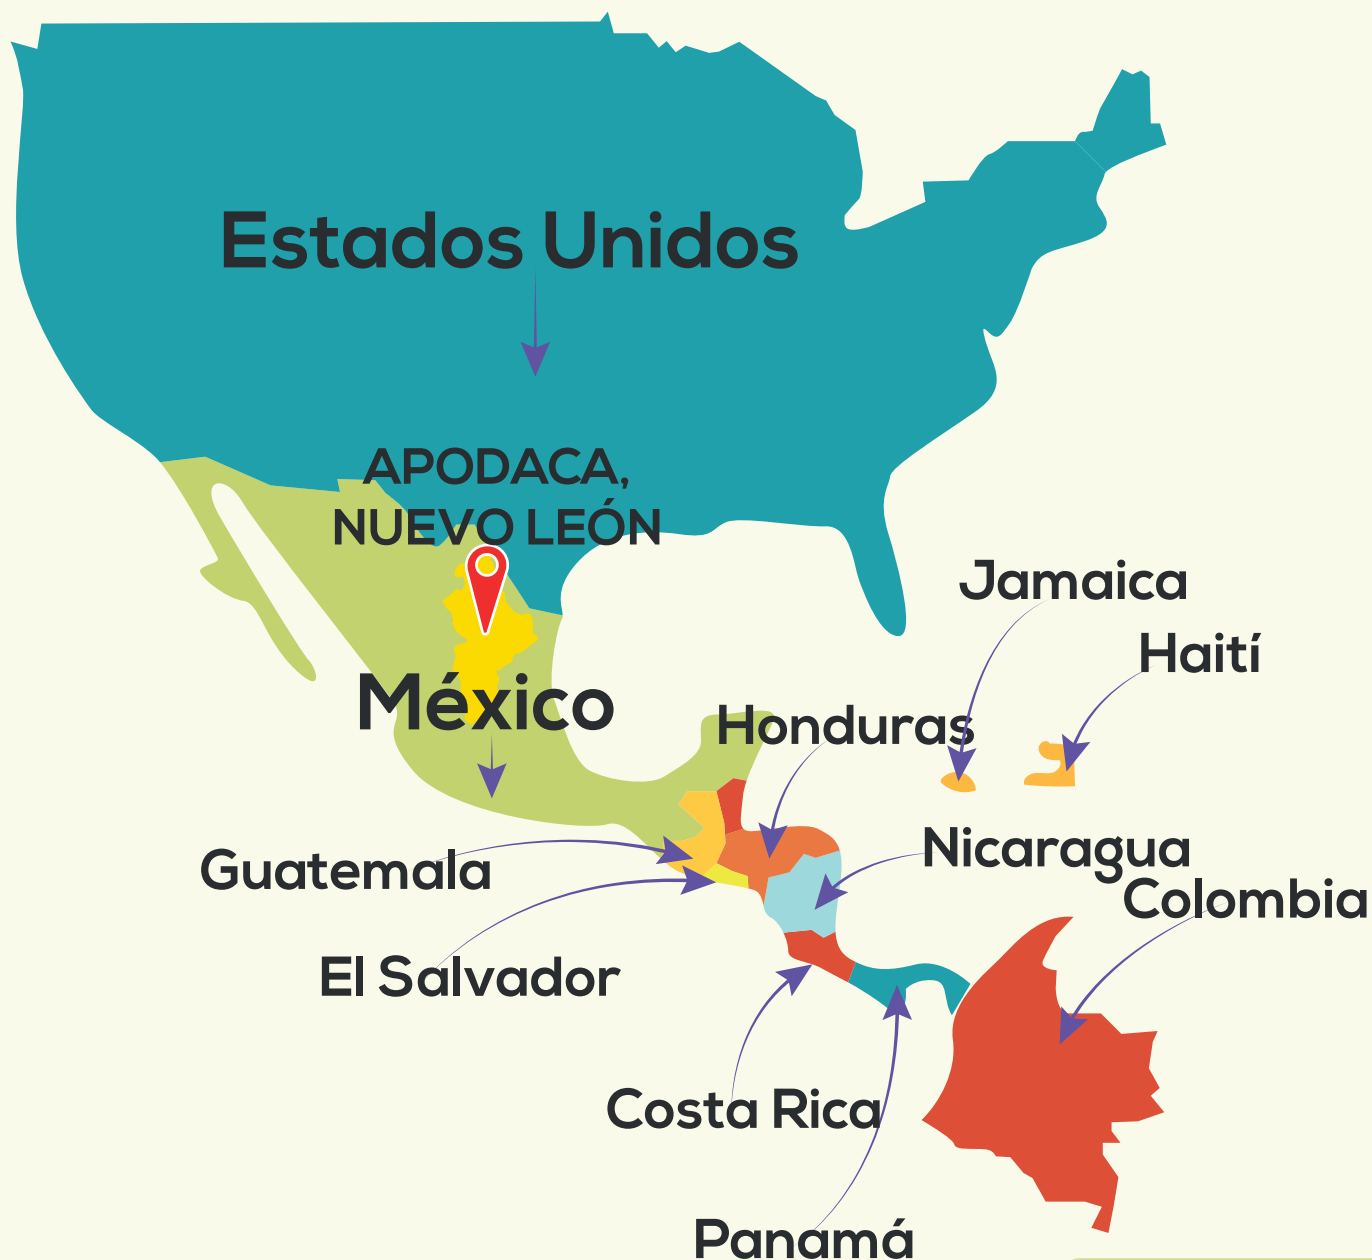 Estados Unidos
APODACA,
NUEVO LEÓN
Jamaica
Haití
México
Honduras
Guatemala
Nicaragua
Colombia
El Salvador
Costa Rica
Panamá